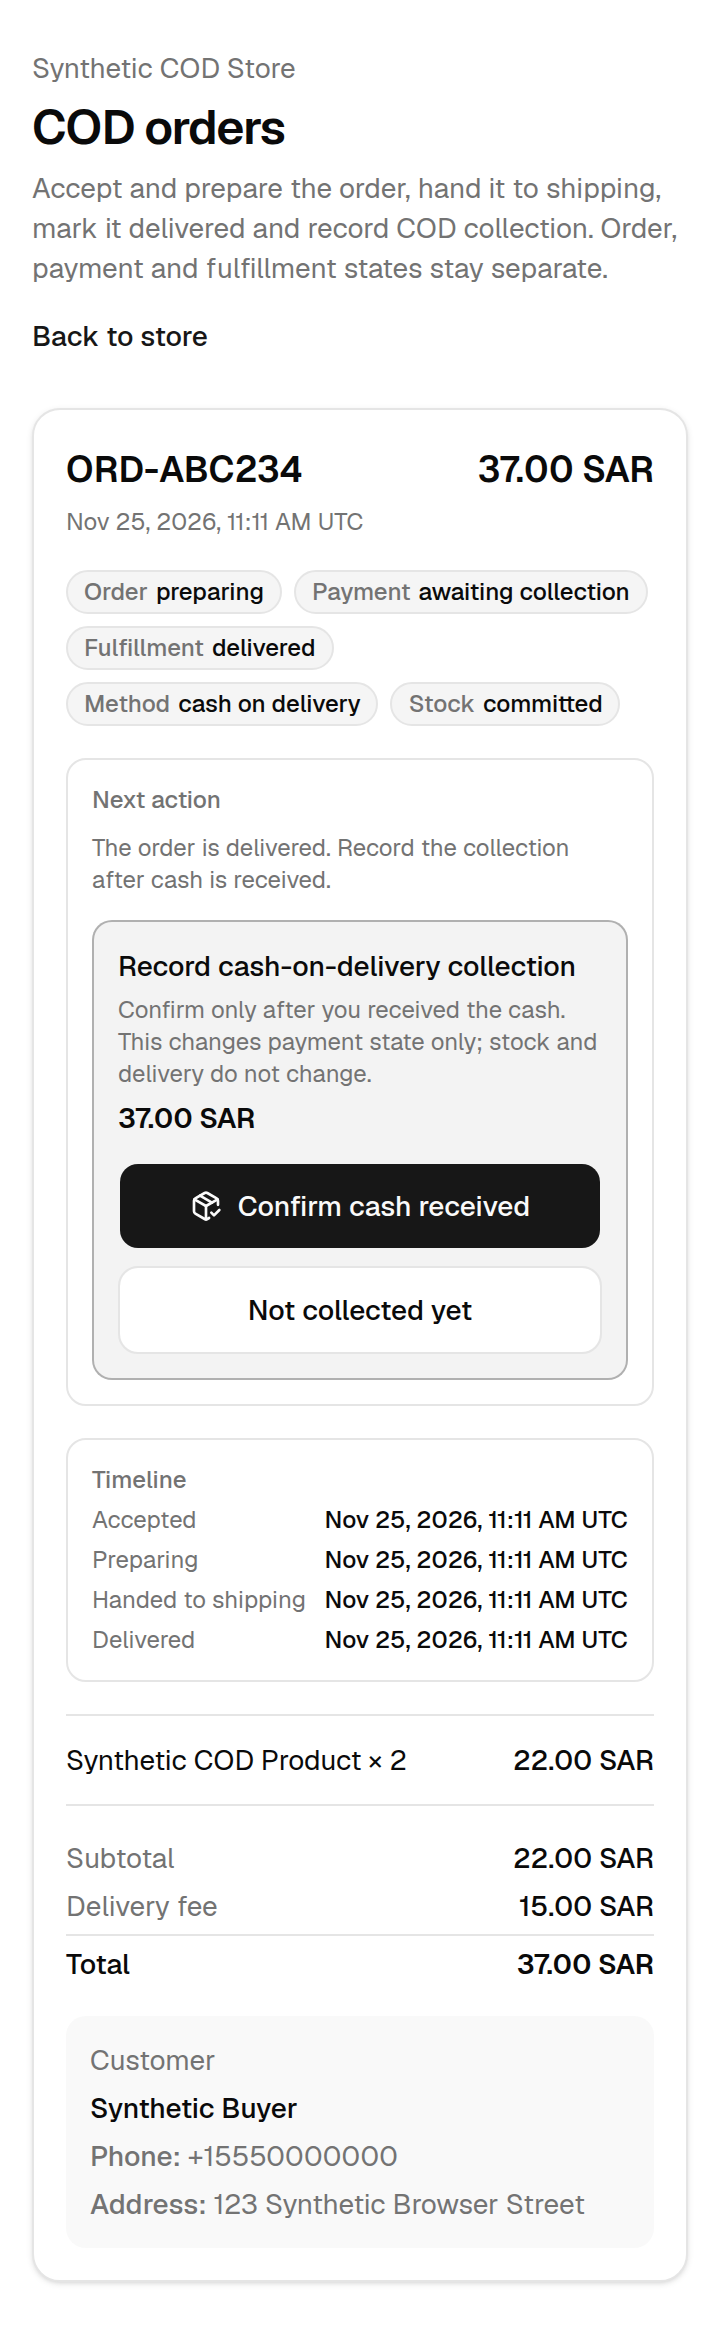 Synthetic COD Store
COD orders
Accept and prepare the order, hand it to shipping,
mark it delivered and record COD collection. Order,
payment and fulfillment states stay separate.
Back to store
ORD-ABC234 37.00 SAR
Nov 25, 2026, 11:11 AM UTC
Order preparing Payment awaiting collection
Fulfillment delivered
Method cash on delivery Stock committed
Next action
The order is delivered. Record the collection
after cash is received.
Record cash-on-delivery collection
Confirm only after you received the cash.
This changes payment state only; stock and
delivery do not change.
37.00 SAR
Confirm cash received
Not collected yet
Timeline
Accepted Nov 25, 2026, 11:11 AM UTC
Preparing Nov 25, 2026, 11:11 AM UTC
Handed to shipping Nov 25, 2026, 11:11 AM UTC
Delivered Nov 25, 2026, 11:11 AM UTC
Synthetic COD Product × 2 22.00 SAR
Subtotal 22.00 SAR
Delivery fee 15.00 SAR
Total 37.00 SAR
Customer
Synthetic Buyer
Phone: +15550000000
Address: 123 Synthetic Browser Street